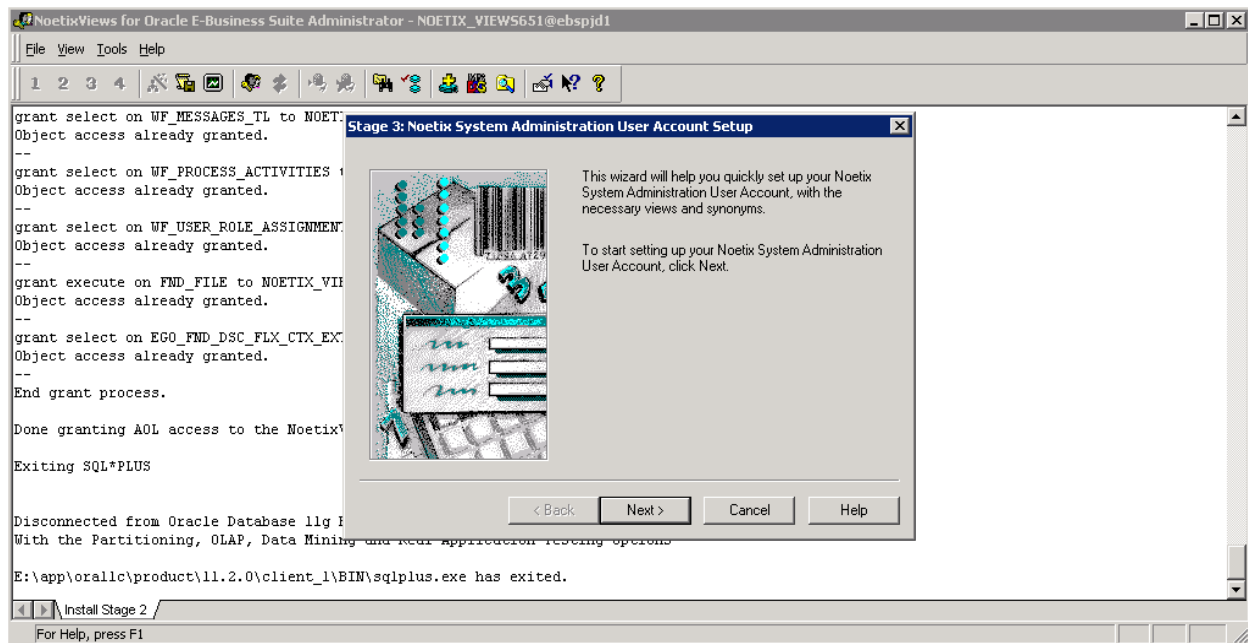 NoetixViews for Oracle E-Business Suite Administrator - NOETIX_VIEWS651@ebspjd1
File View Tools Help
1 2 3 4
grant select on WF_MESSAGES_TL to
Object access already granted.
--
grant select on WF_PROCESS_ACTIVITIES
Object access already granted.
--
grant select on
Object access already granted.
--
grant execute on FND_FILE to
Object access already granted.
--
grant select on
Object access already granted.
--
End grant process.
Done granting AOL access to the
Exiting SQL*PLUS
Disconnected from Oracle Database 11g
With the Partitioning, OLAP, Data Mining and Real Application Testing options
E:\app\orallc\product\11.2.0\client_1\BIN\sqlplus.exe has exited.
Install Stage 2
For Help, press F1
Stage 3: Noetix System Administration User Account Setup
This wizard will help you quickly set up your Noetix
System Administration User Account, with the
necessary views and synonyms.
To start setting up your Noetix System Administration
User Account, click Next.
< Back Next > Cancel Help